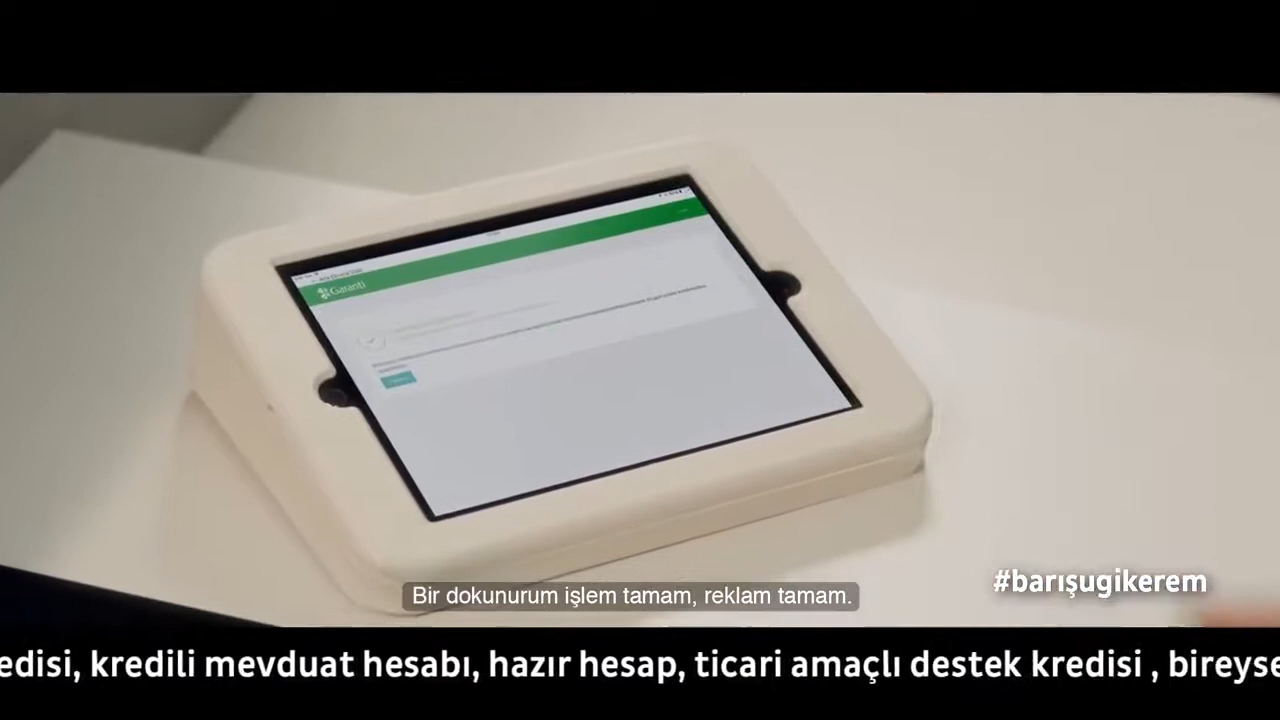 Garanti
#barışugikerem
Bir dokunurum işlem tamam, reklam tamam.
edisi, kredili mevduat hesabı, hazır hesap, ticari amaçlı destek kredisi , bireyse